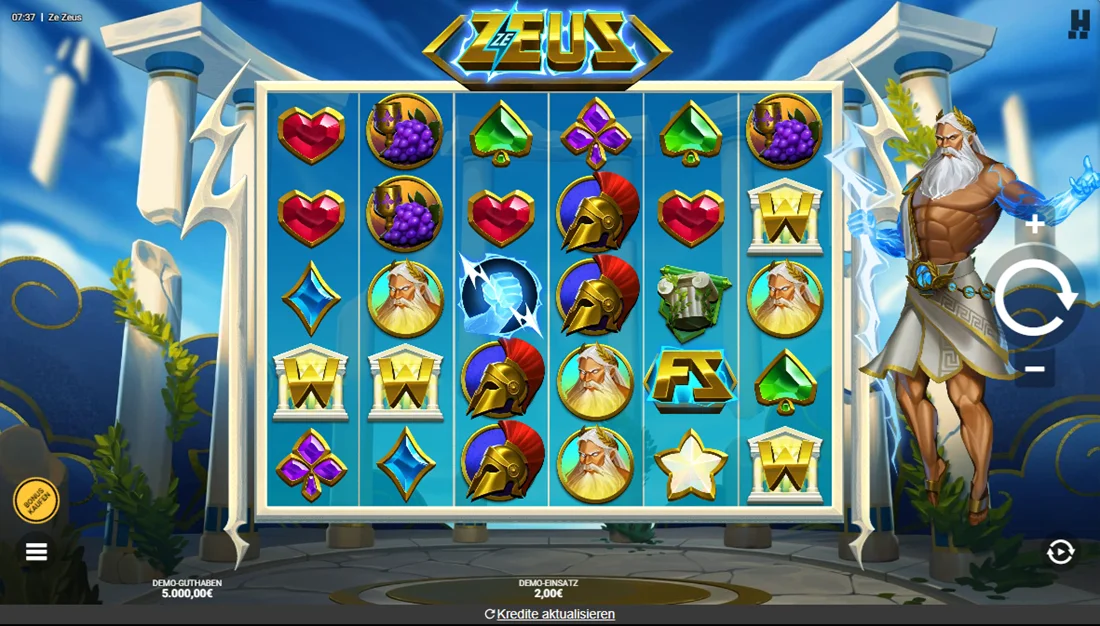 07:37 | Ze Zeus
ZE ZEUS
H
W
W W
FS
W
BONUS
KAUFEN
DEMO-GUTHABEN
5.000,00€
DEMO-EINSATZ
2,00€
Kredite aktualisieren